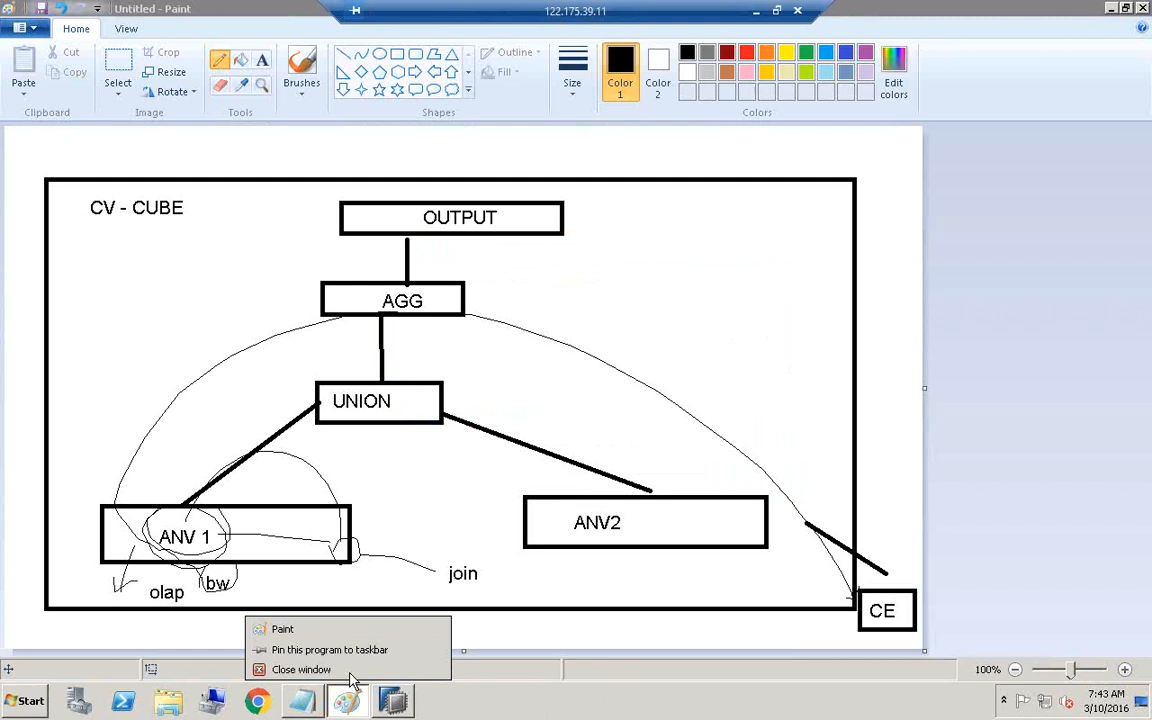 Untitled - Paint
122.175.39.11
Home
View
Paste
Cut
Copy
Clipboard
Select
Crop
Resize
Rotate
Image
Tools
Brushes
Outline
Fill
Shapes
Size
Color 1
Color 2
Edit colors
Colors
CV - CUBE
OUTPUT
AGG
UNION
ANV 1
ANV2
olap
bw
join
CE
Paint
Pin this program to taskbar
Close window
100%
Start
7:43 AM
3/10/2016